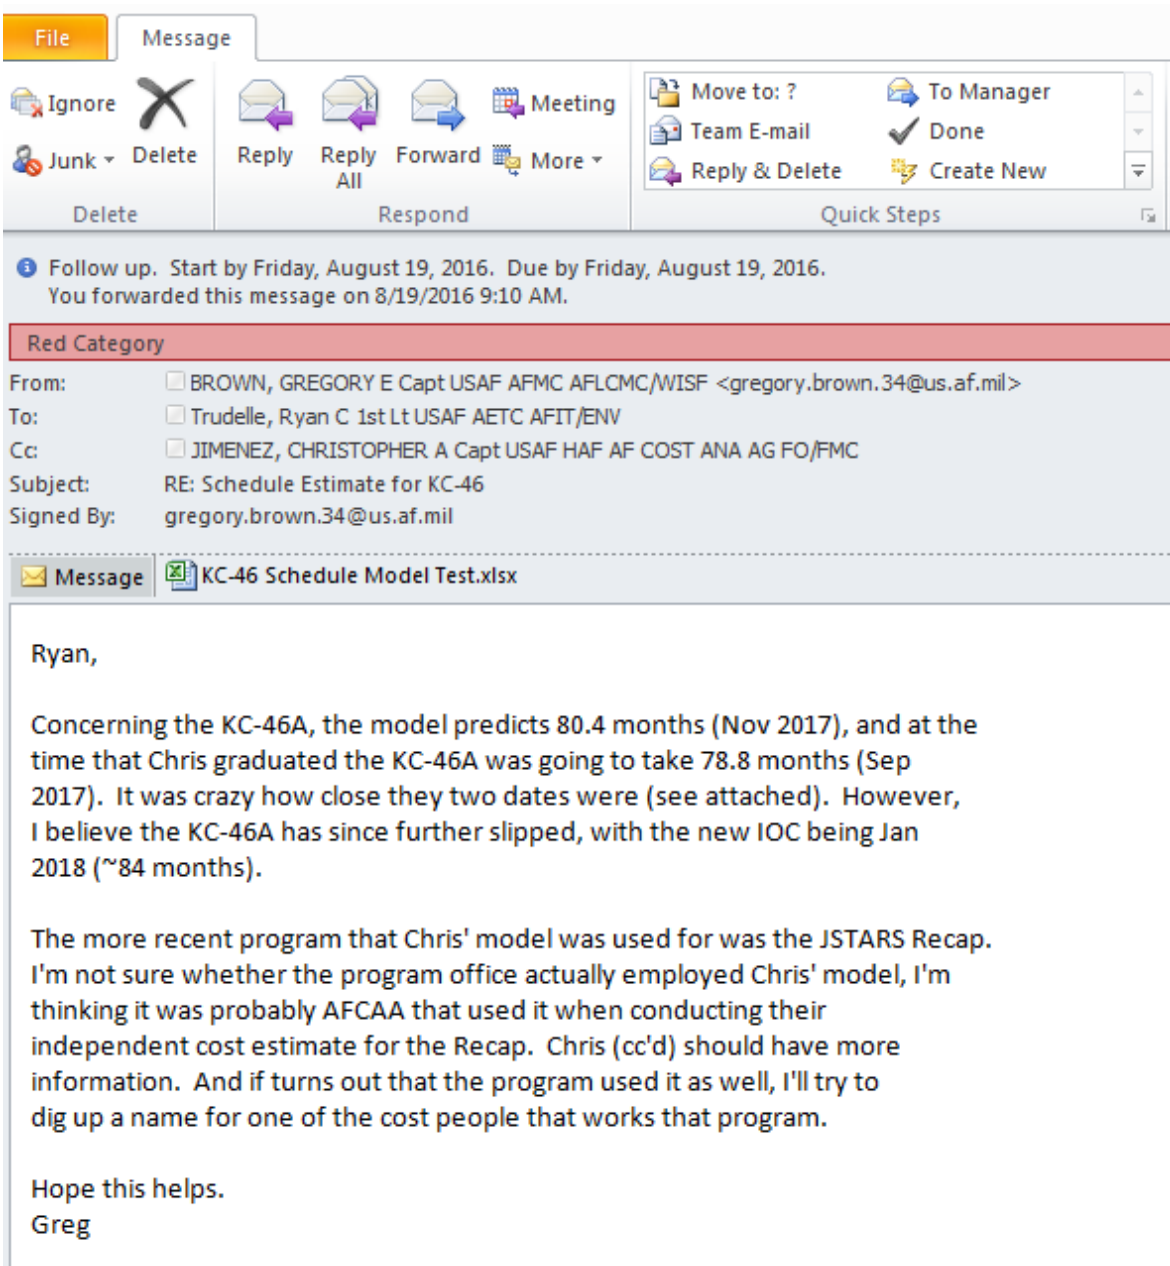 File Message
Ignore
Junk
Delete
Reply
Reply All
Forward
Meeting
More
Move to: ?
To Manager
Team E-mail
Done
Reply & Delete
Create New
Delete
Respond
Quick Steps
Follow up. Start by Friday, August 19, 2016. Due by Friday, August 19, 2016.
You forwarded this message on 8/19/2016 9:10 AM.
Red Category
From: BROWN, GREGORY E Capt USAF AFMC AFLCMC/WISF <gregory.brown.34@us.af.mil>
To: Trudelle, Ryan C 1st Lt USAF AETC AFIT/ENV
Cc: JIMENEZ, CHRISTOPHER A Capt USAF HAF AF COST ANA AG FO/FMC
Subject: RE: Schedule Estimate for KC-46
Signed By: gregory.brown.34@us.af.mil
Message KC-46 Schedule Model Test.xlsx
Ryan,
Concerning the KC-46A, the model predicts 80.4 months (Nov 2017), and at the
time that Chris graduated the KC-46A was going to take 78.8 months (Sep
2017). It was crazy how close they two dates were (see attached). However,
I believe the KC-46A has since further slipped, with the new IOC being Jan
2018 (~84 months).
The more recent program that Chris' model was used for was the JSTARS Recap.
I'm not sure whether the program office actually employed Chris' model, I'm
thinking it was probably AFCAA that used it when conducting their
independent cost estimate for the Recap. Chris (cc'd) should have more
information. And if turns out that the program used it as well, I'll try to
dig up a name for one of the cost people that works that program.
Hope this helps.
Greg